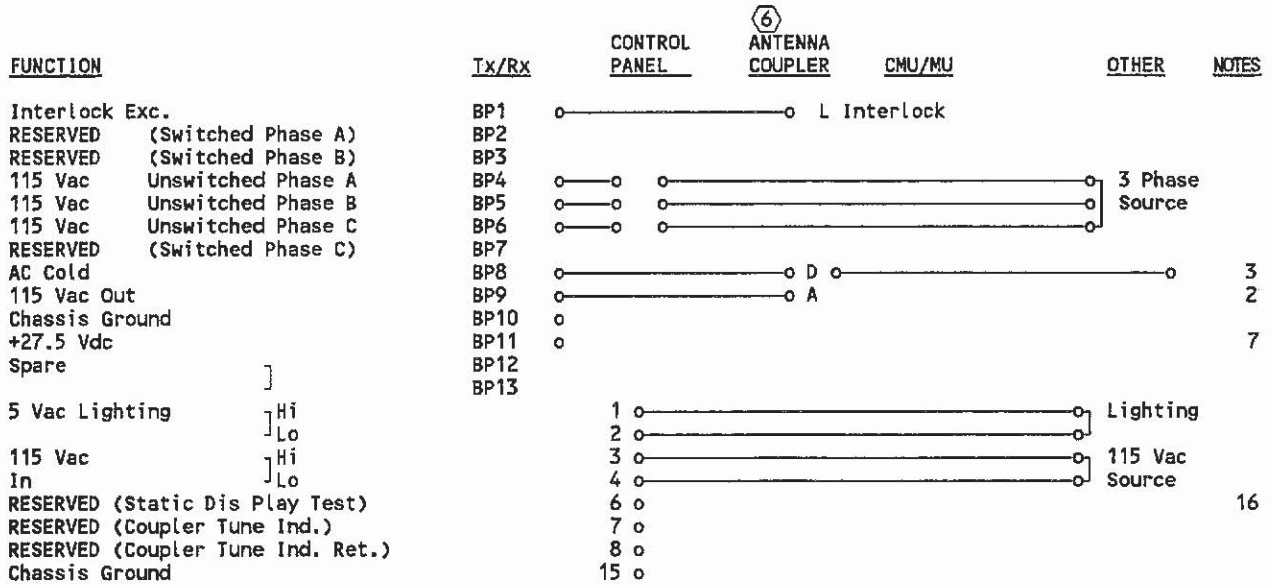 6
CONTROL ANTENNA
FUNCTION Tx/Rx PANEL COUPLER CMU/MU OTHER NOTES
Interlock Exc. BP1 L Interlock
RESERVED (Switched Phase A) BP2
RESERVED (Switched Phase B) BP3
115 Vac Unswitched Phase A BP4 3 Phase
115 Vac Unswitched Phase B BP5 Source
115 Vac Unswitched Phase C BP6
RESERVED (Switched Phase C) BP7
AC Cold BP8 D 3
115 Vac Out BP9 A 2
Chassis Ground BP10
+27.5 Vdc BP11 7
Spare BP12
BP13
5 Vac Lighting Hi 1 Lighting
Lo 2
115 Vac Hi 3 115 Vac
In Lo 4 Source
RESERVED (Static Dis Play Test) 6 16
RESERVED (Coupler Tune Ind.) 7
RESERVED (Coupler Tune Ind. Ret.) 8
Chassis Ground 15